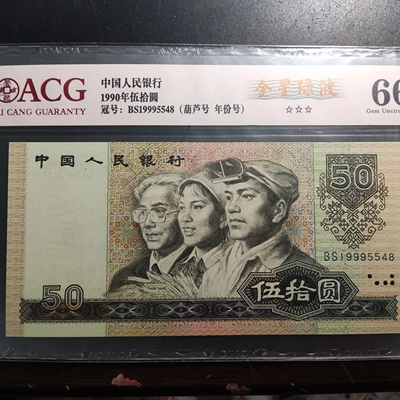 ACG
I CANG GUARANTY
中国人民银行
1990年伍拾圆
冠号：BS19995548（葫芦号 年份号）
金星绿波
☆☆☆
66
Gem Uncirc
中国人民银行
50
BS19995548
50
伍拾圆